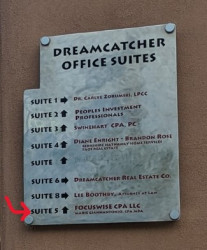 DREAMCATCHER
OFFICE SUITES
SUITE 1 → Dr. Carlee Zobunski, LPCC
SUITE 2 ↑ Peoples Investment
Professionals
SUITE 3 ↑ Swinehart CPA, PC
SUITE 4 ↑ Diane Enright - Brandon Ross
SUITE ↑
SUITE 6 → Dreamcatcher Real Estate Co.
SUITE 8 → Lee Boothby, Attorney at Law
SUITE 5 ↑ Focuswise CPA LLC